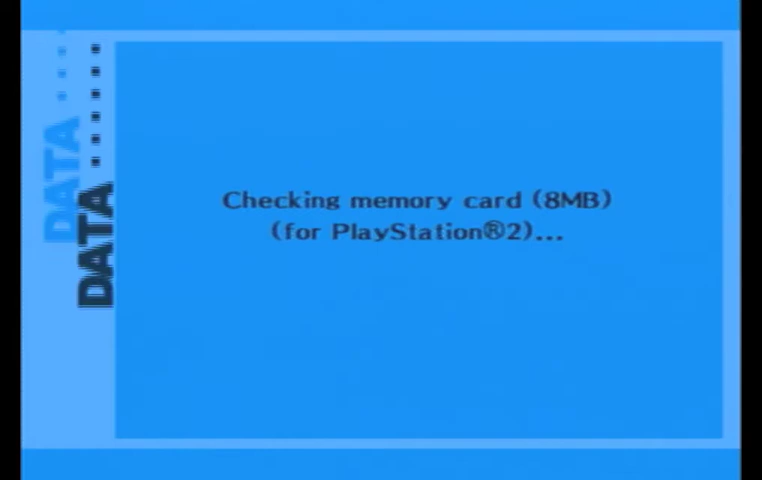 DATA.....
DATA.....
Checking memory card (8MB)
(for PlayStation®2)...